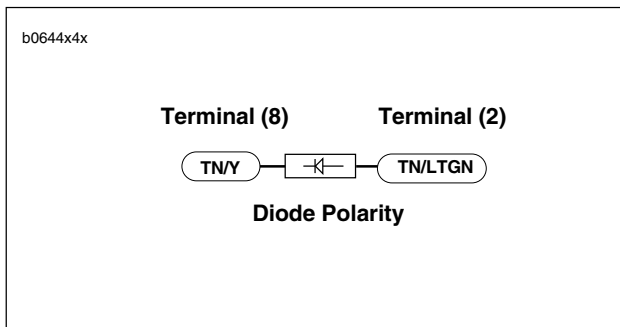 b0644x4x
Terminal (8) Terminal (2)
TN/Y TN/LTGN
Diode Polarity